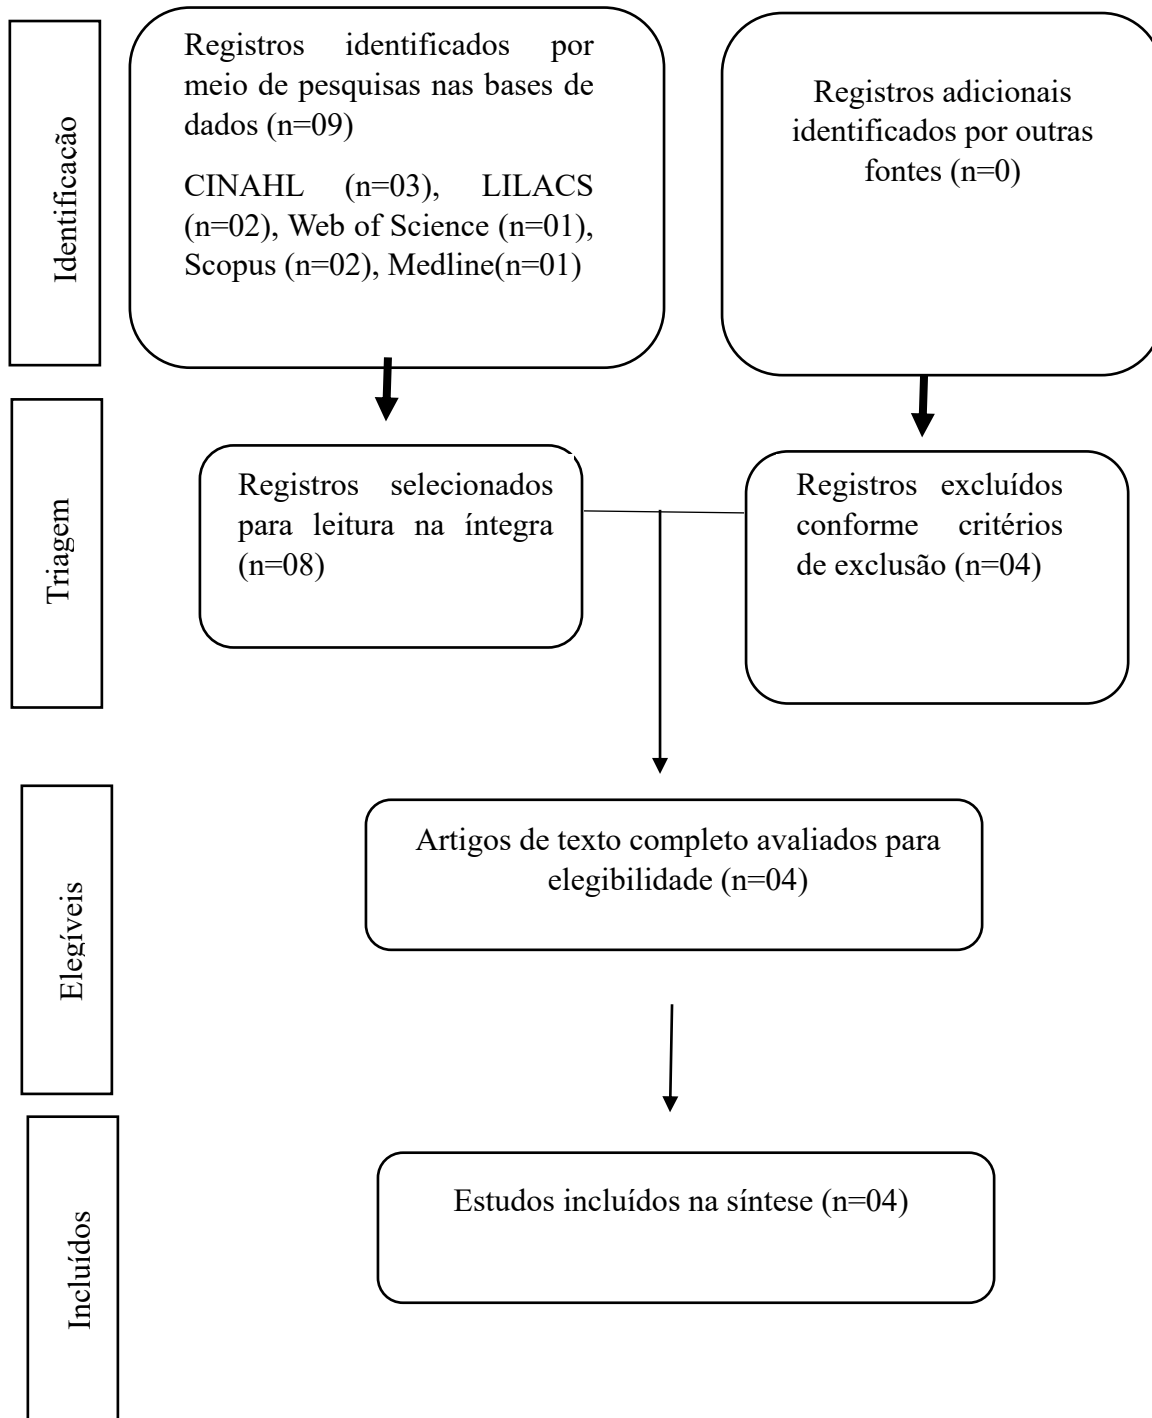 Identificação
Registros identificados por
meio de pesquisas nas bases de
dados (n=09)
CINAHL (n=03), LILACS
(n=02), Web of Science (n=01),
Scopus (n=02), Medline(n=01)
Registros adicionais
identificados por outras
fontes (n=0)
Triagem
Registros selecionados
para leitura na íntegra
(n=08)
Registros excluídos
conforme critérios
de exclusão (n=04)
Elegíveis
Artigos de texto completo avaliados para
elegibilidade (n=04)
Incluídos
Estudos incluídos na síntese (n=04)